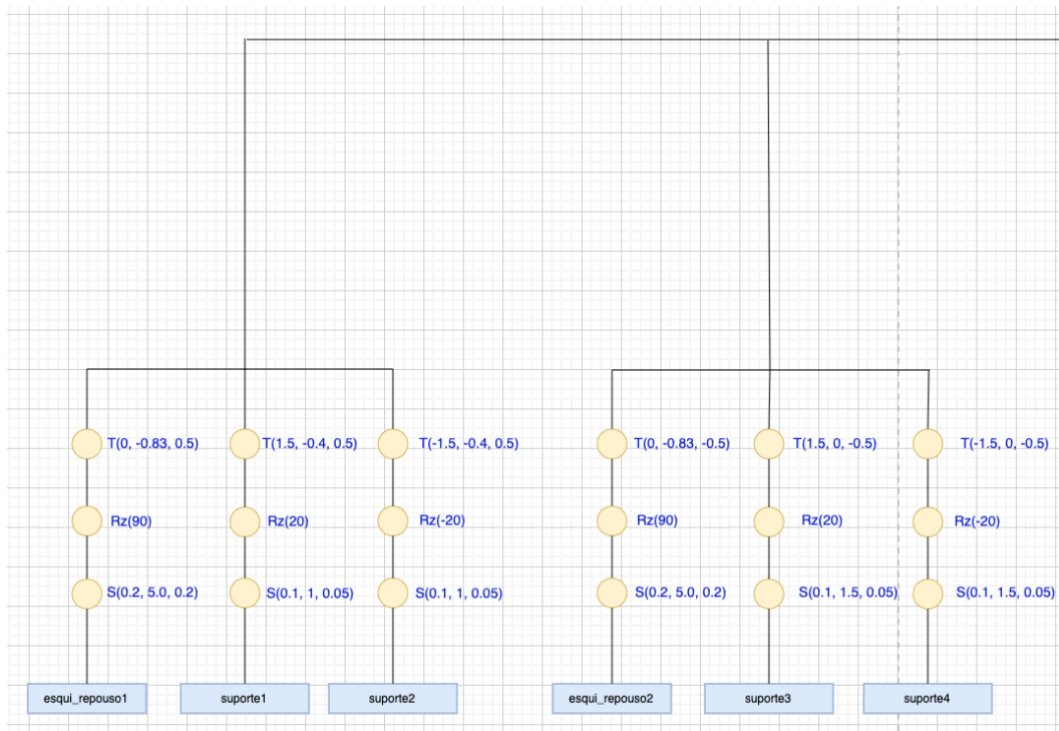 T(0, -0.83, 0.5)
T(1.5, -0.4, 0.5)
T(-1.5, -0.4, 0.5)
T(0, -0.83, -0.5)
T(1.5, 0, -0.5)
T(-1.5, 0, -0.5)
Rz(90)
Rz(20)
Rz(-20)
Rz(90)
Rz(20)
Rz(-20)
S(0.2, 5.0, 0.2)
S(0.1, 1, 0.05)
S(0.1, 1, 0.05)
S(0.2, 5.0, 0.2)
S(0.1, 1.5, 0.05)
S(0.1, 1.5, 0.05)
esqui_repouso1
suporte1
suporte2
esqui_repouso2
suporte3
suporte4